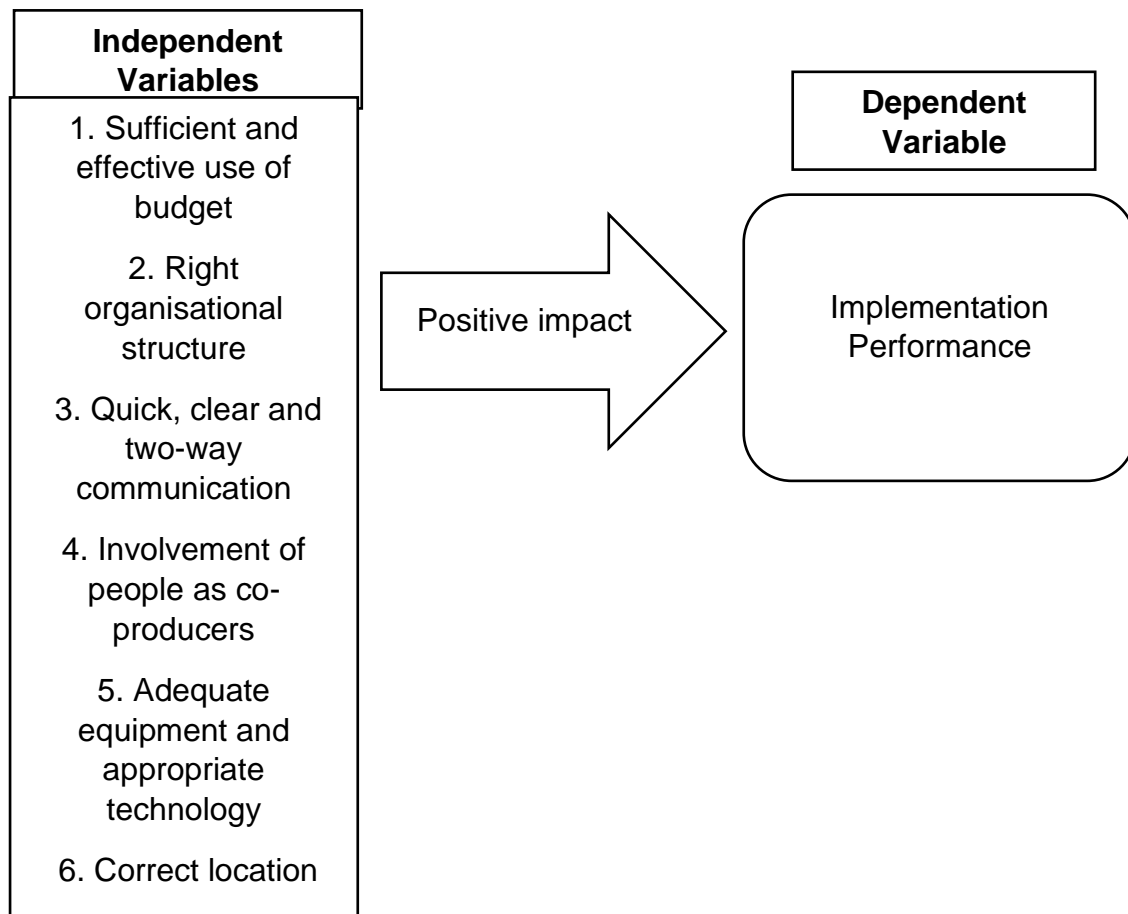 Independent
Variables
1. Sufficient and
effective use of
budget
2. Right
organisational
structure
3. Quick, clear and
two-way
communication
4. Involvement of
people as co-
producers
5. Adequate
equipment and
appropriate
technology
6. Correct location
Positive impact
Dependent
Variable
Implementation
Performance